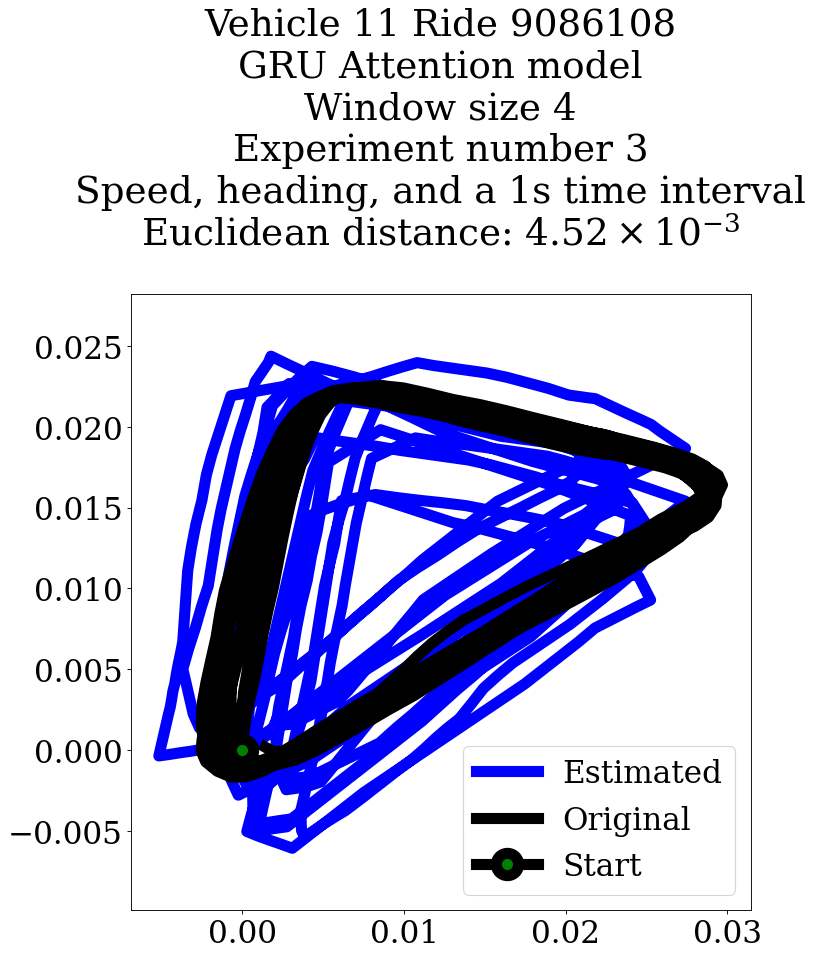 Vehicle 11 Ride 9086108
GRU Attention model
Window size 4
Experiment number 3
Speed, heading, and a 1s time interval
Euclidean distance: 4.52 × 10⁻³
0.025
0.020
0.015
0.010
0.005
0.000
−0.005
Estimated
Original
Start
0.00 0.01 0.02 0.03